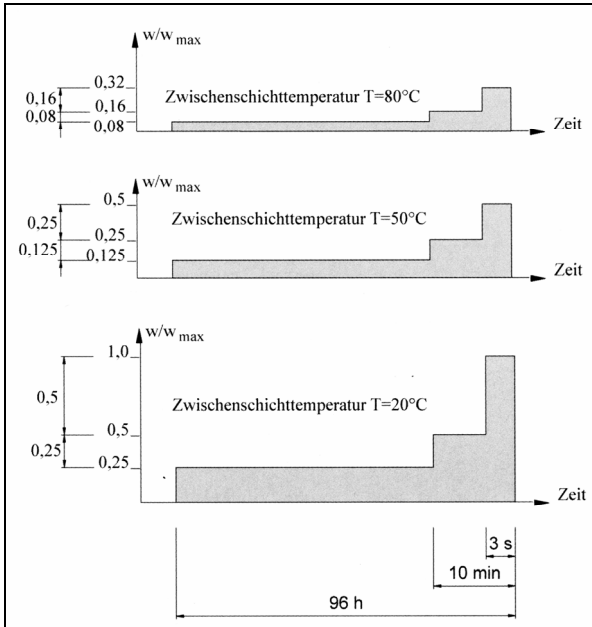 w/w max
0,32
0,16
0,16
0,08
0,08
Zwischenschichttemperatur T=80°C
Zeit
w/w max
0,5
0,25
0,25
0,125
0,125
Zwischenschichttemperatur T=50°C
Zeit
w/w max
1,0
0,5
0,5
0,25
0,25
Zwischenschichttemperatur T=20°C
Zeit
3 s
10 min
96 h